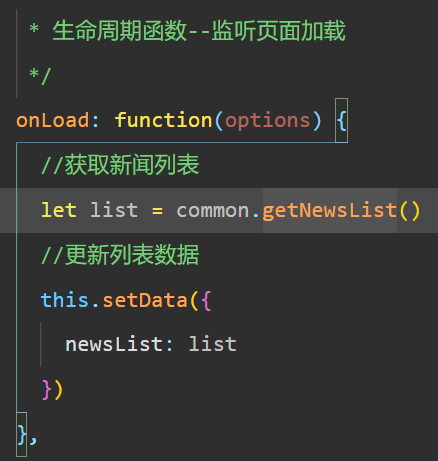 * 生命周期函数--监听页面加载
*/
onLoad: function(options) {
//获取新闻列表
let list = common.getNewsList()
//更新列表数据
this.setData({
newsList: list
})
},